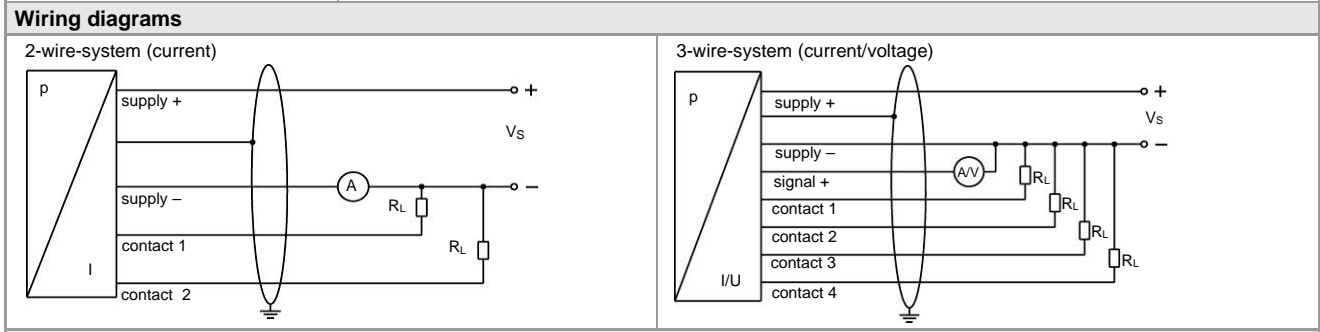 Wiring diagrams
2-wire-system (current)
p
supply +
+
VS
A
–
supply –
RL
contact 1
RL
I
contact 2
3-wire-system (current/voltage)
p
supply +
+
VS
supply –
–
A/V
signal +
RL
contact 1
RL
contact 2
RL
contact 3
RL
I/U
contact 4